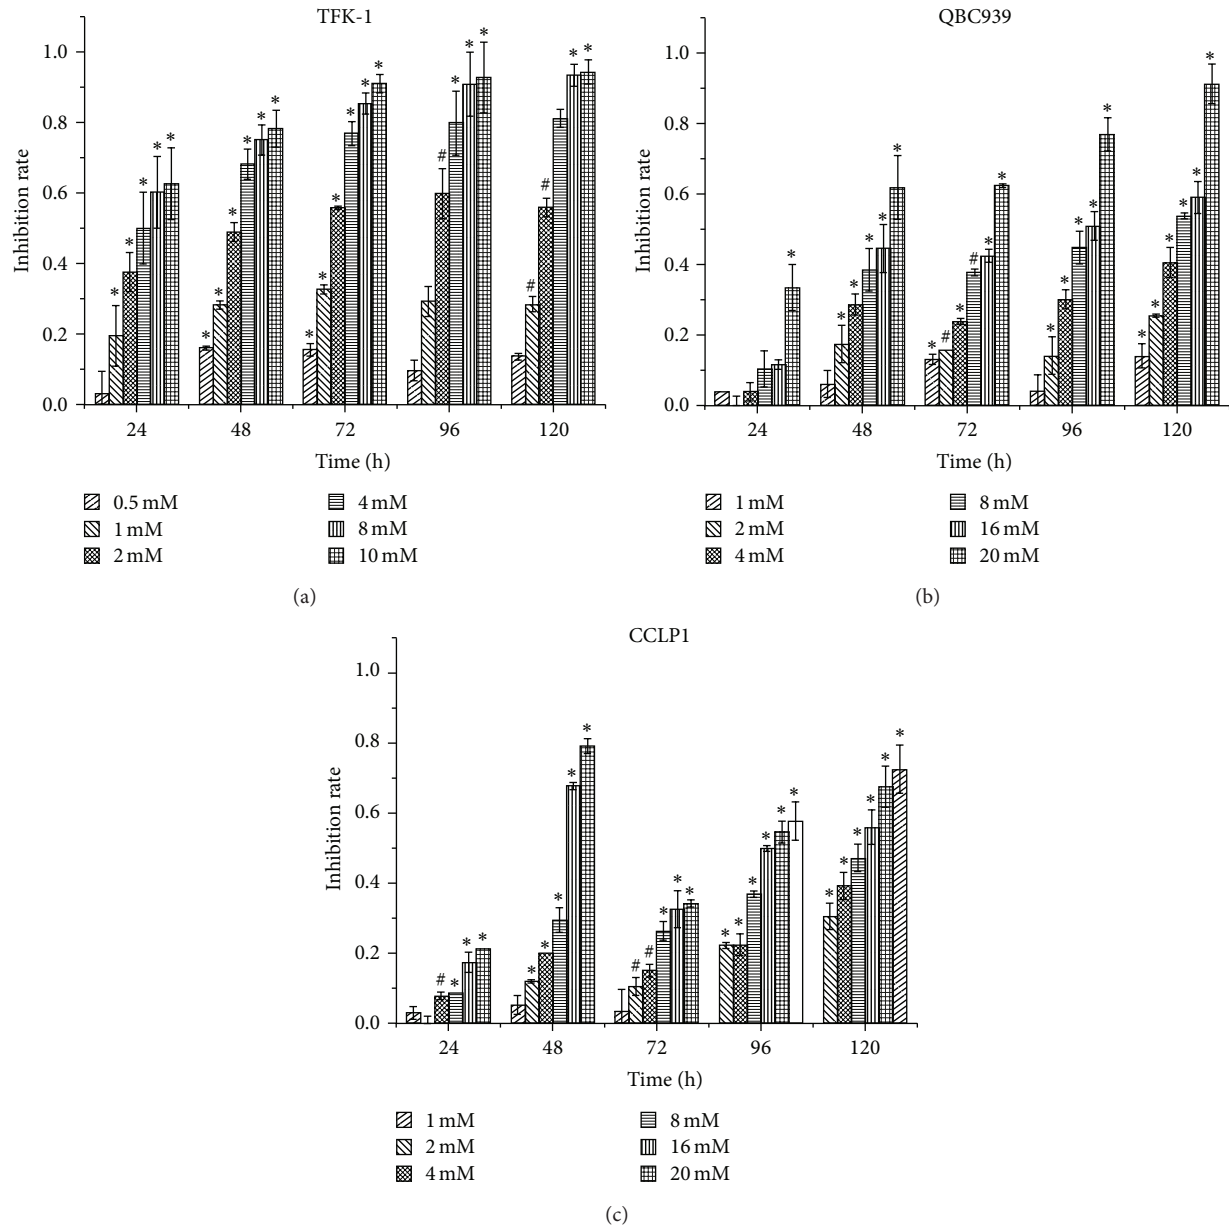 TFK-1
Inhibition rate
1.0
0.8
0.6
0.4
0.2
0.0
* * * * *
* * * * * *
* * * * * *
# * * *
# # * *
24 48 72 96 120
Time (h)
0.5 mM 4 mM
1 mM 8 mM
2 mM 10 mM
(a)
QBC939
Inhibition rate
1.0
0.8
0.6
0.4
0.2
0.0
*
* * * * *
* # * # * *
* * * * *
* * * * * *
24 48 72 96 120
Time (h)
1 mM 8 mM
2 mM 16 mM
4 mM 20 mM
(b)
CCLP1
Inhibition rate
1.0
0.8
0.6
0.4
0.2
0.0
# * * *
* * * * *
# # * * *
* * * * * *
* * * * * *
24 48 72 96 120
Time (h)
1 mM 8 mM
2 mM 16 mM
4 mM 20 mM
(c)